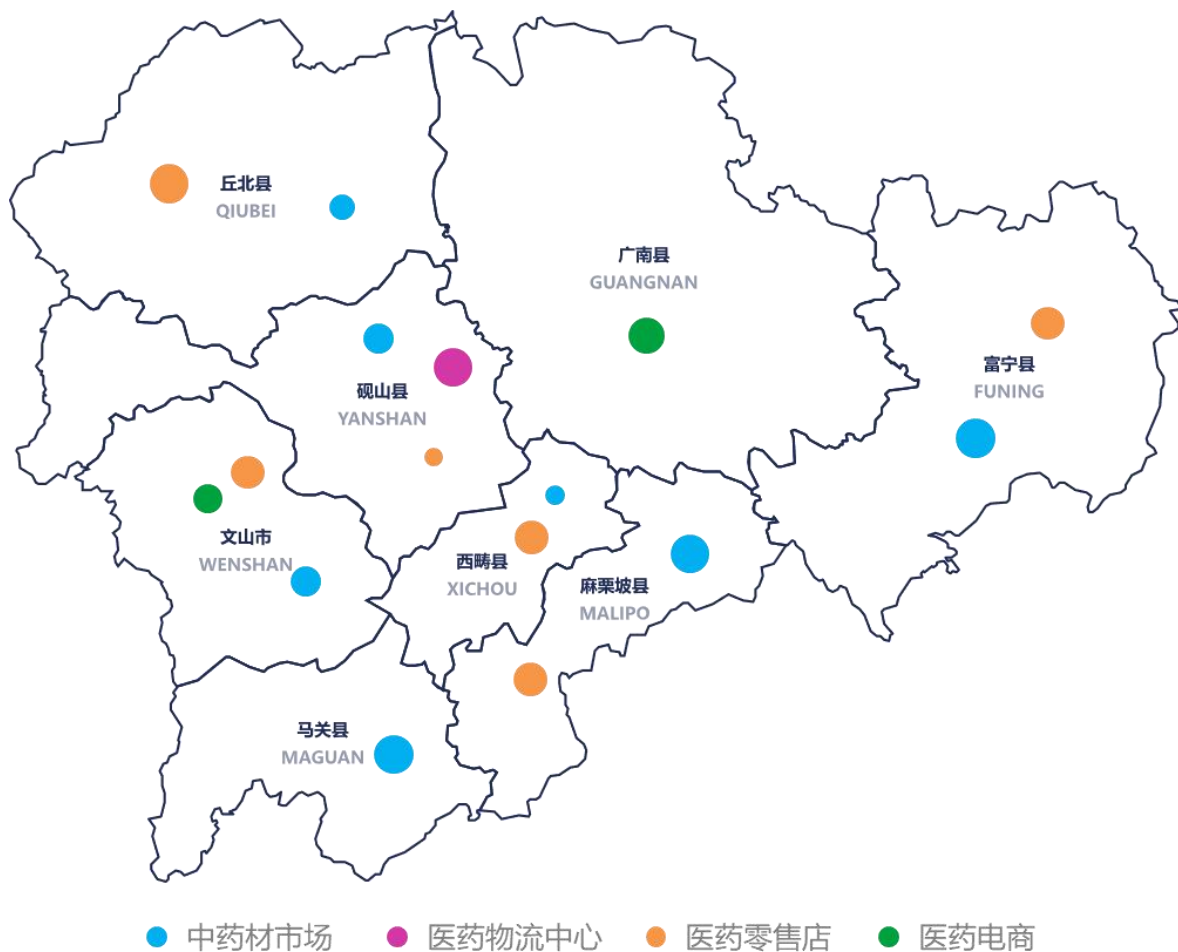 丘北县
QIUBEI
广南县
GUANGNAN
富宁县
FUNING
砚山县
YANSHAN
文山市
WENSHAN
西畴县
XICHOU
麻栗坡县
MALIPO
马关县
MAGUAN
中药材市场
医药物流中心
医药零售店
医药电商